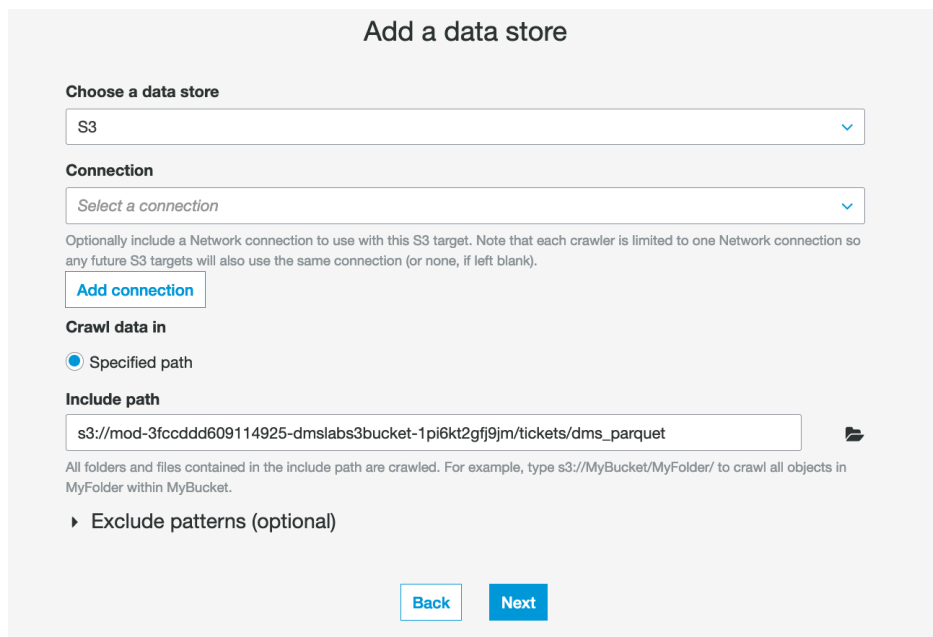 Add a data store
Choose a data store
S3
Connection
Select a connection
Optionally include a Network connection to use with this S3 target. Note that each crawler is limited to one Network connection so
any future S3 targets will also use the same connection (or none, if left blank).
Add connection
Crawl data in
Specified path
Include path
s3://mod-3fccddd609114925-dmslabs3bucket-1pi6kt2gfj9jm/tickets/dms_parquet
All folders and files contained in the include path are crawled. For example, type s3://MyBucket/MyFolder/ to crawl all objects in
MyFolder within MyBucket.
Exclude patterns (optional)
Back Next